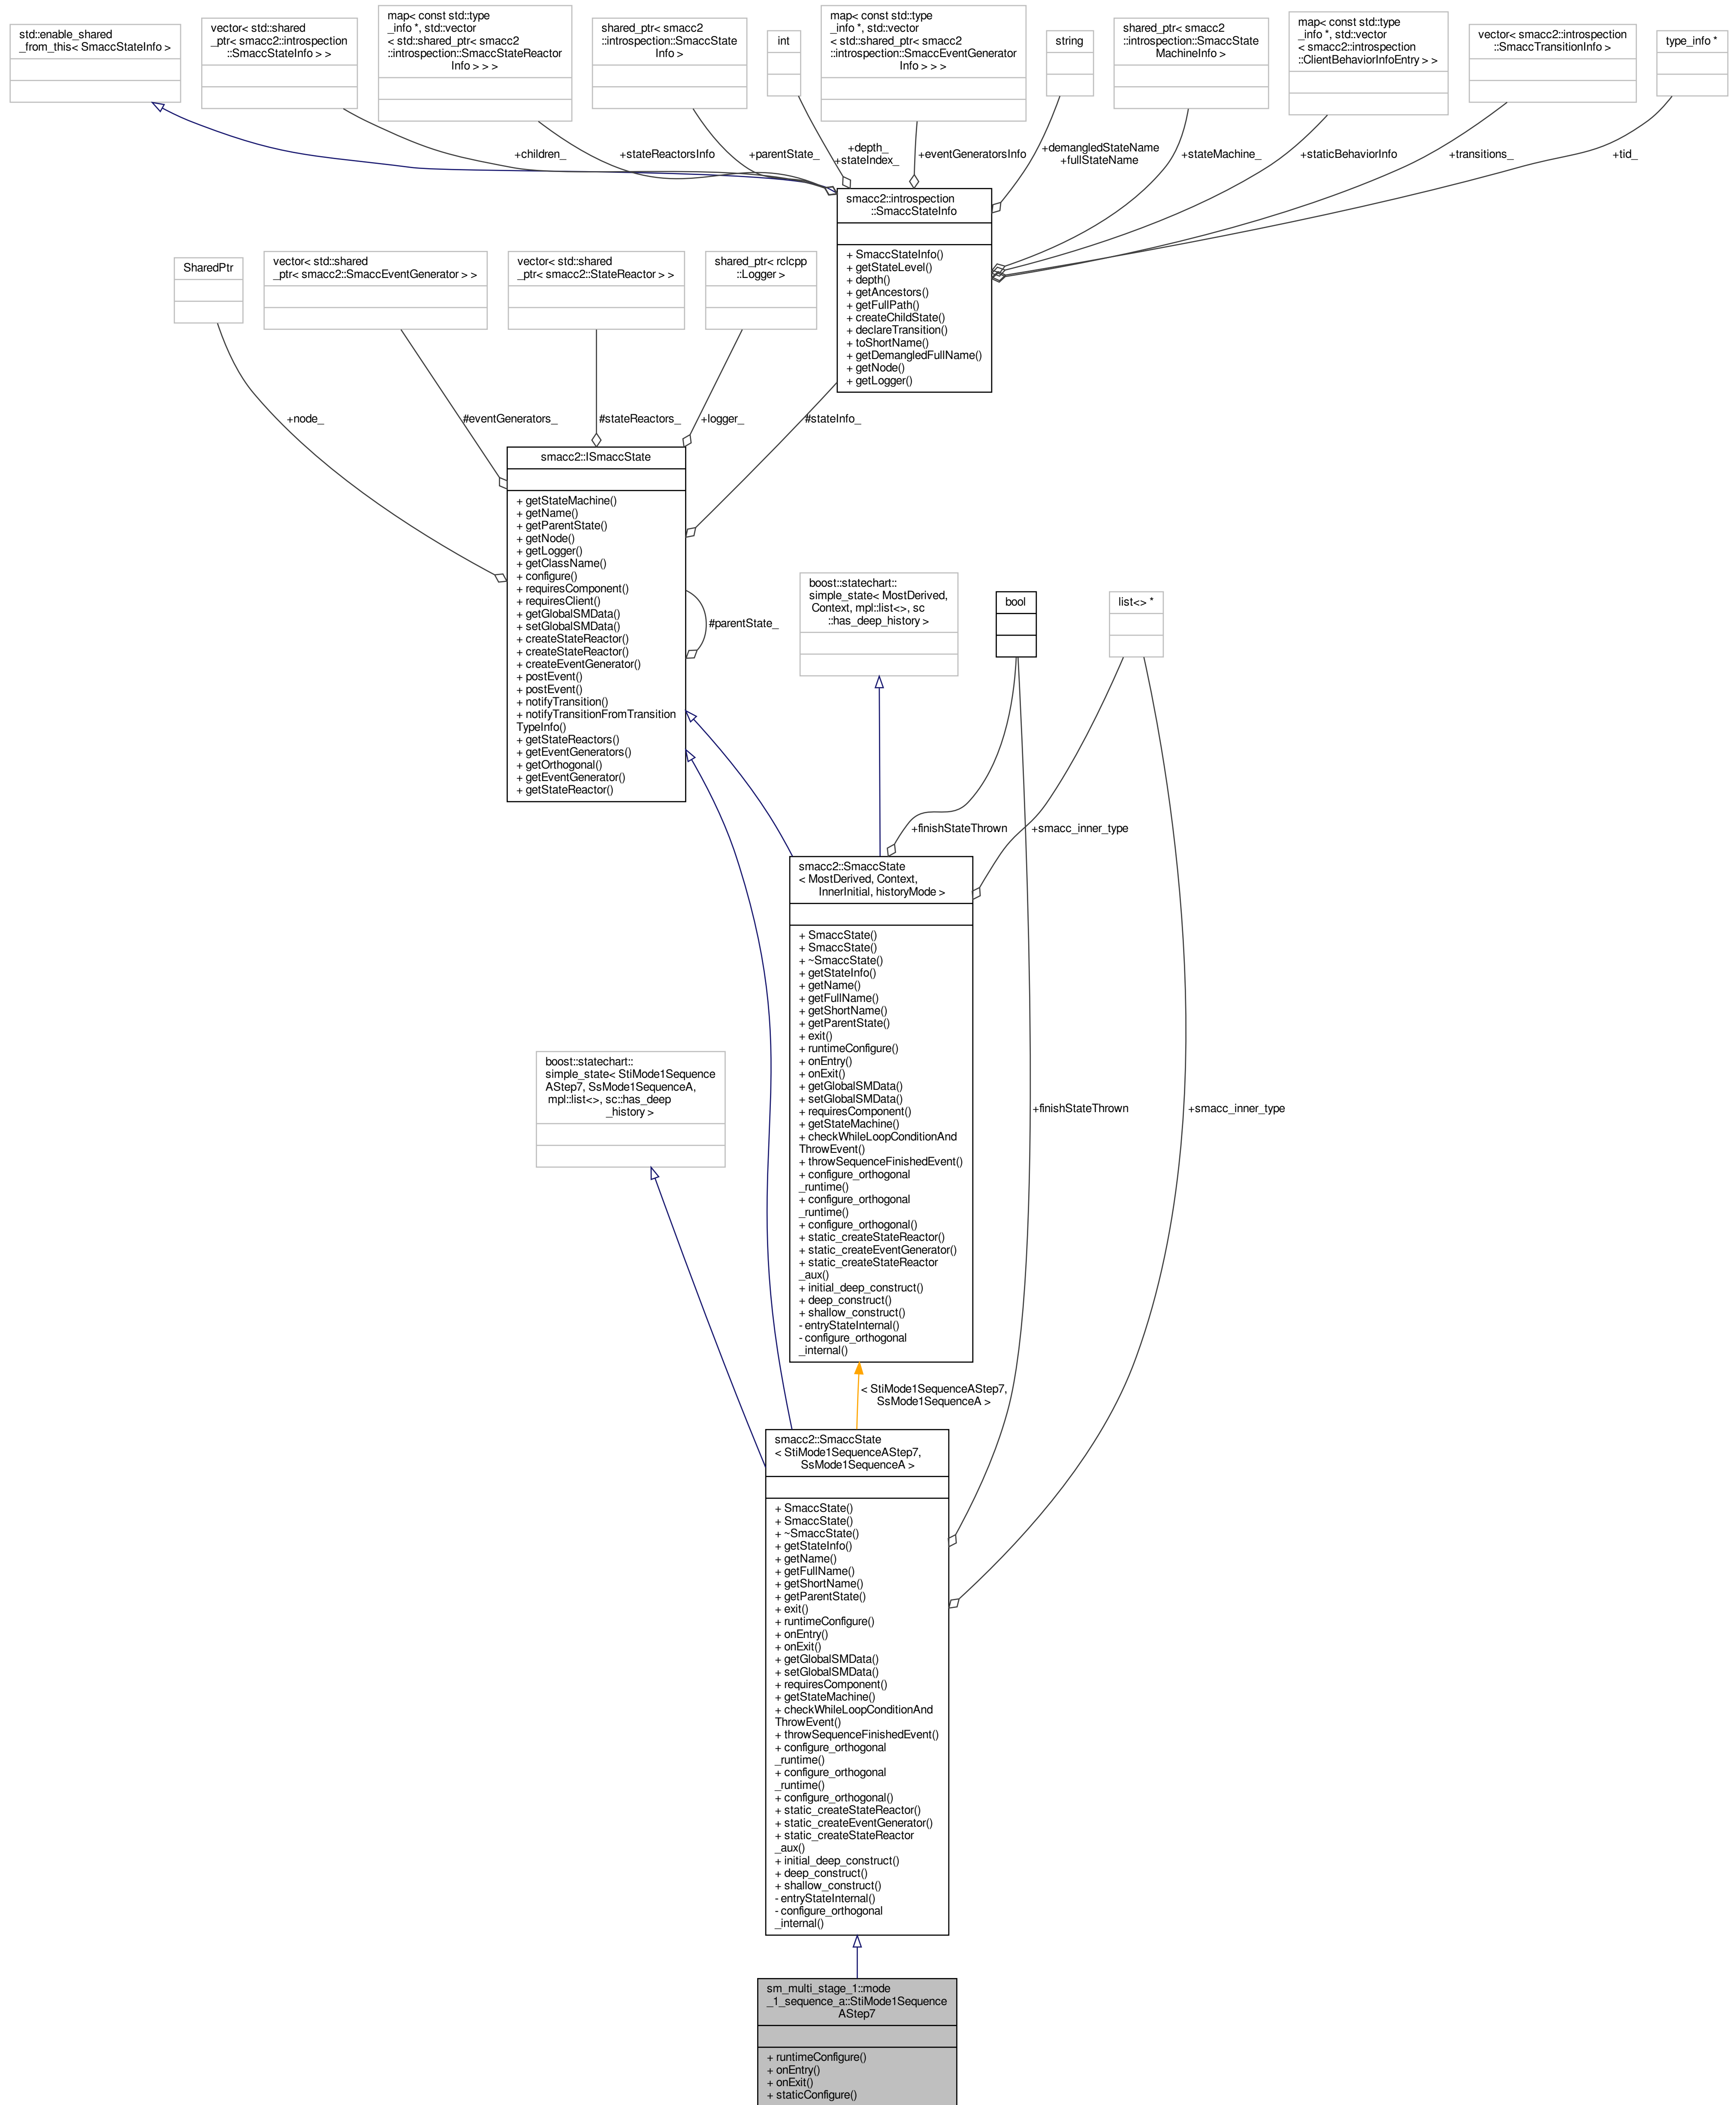 std::enable_shared
_from_this< SmaccStateInfo >
vector< std::shared
_ptr< smacc2::introspection
::SmaccStateInfo > >
map< const std::type
_info *, std::vector
< std::shared_ptr< smacc2
::introspection::SmaccStateReactor
Info > > >
shared_ptr< smacc2
::introspection::SmaccState
Info >
int
map< const std::type
_info *, std::vector
< std::shared_ptr< smacc2
::introspection::SmaccEventGenerator
Info > > >
string
shared_ptr< smacc2
::introspection::SmaccState
MachineInfo >
map< const std::type
_info *, std::vector
< smacc2::introspection
::ClientBehaviorInfoEntry > >
vector< smacc2::introspection
::SmaccTransitionInfo >
type_info *
+children_
+stateReactorsInfo
+parentState_
+depth_
+stateIndex_
+eventGeneratorsInfo
+demangledStateName
+fullStateName
+stateMachine_
+staticBehaviorInfo
+transitions_
+tid_
smacc2::introspection
::SmaccStateInfo
+ SmaccStateInfo()
+ getStateLevel()
+ depth()
+ getAncestors()
+ getFullPath()
+ createChildState()
+ declareTransition()
+ toShortName()
+ getDemangledFullName()
+ getNode()
+ getLogger()
SharedPtr
vector< std::shared
_ptr< smacc2::SmaccEventGenerator > >
vector< std::shared
_ptr< smacc2::StateReactor > >
shared_ptr< rclcpp
::Logger >
+node_
#eventGenerators_
#stateReactors_
+logger_
#stateInfo_
smacc2::ISmaccState
+ getStateMachine()
+ getName()
+ getParentState()
+ getNode()
+ getLogger()
+ getClassName()
+ configure()
+ requiresComponent()
+ requiresClient()
+ getGlobalSMData()
+ setGlobalSMData()
+ createStateReactor()
+ createStateReactor()
+ createEventGenerator()
+ postEvent()
+ postEvent()
+ notifyTransition()
+ notifyTransitionFromTransition
TypeInfo()
+ getStateReactors()
+ getEventGenerators()
+ getOrthogonal()
+ getEventGenerator()
+ getStateReactor()
#parentState_
boost::statechart::
simple_state< MostDerived,
Context, mpl::list<>, sc
::has_deep_history >
bool
list<> *
+finishStateThrown
+smacc_inner_type
smacc2::SmaccState
< MostDerived, Context,
InnerInitial, historyMode >
+ SmaccState()
+ SmaccState()
+ ~SmaccState()
+ getStateInfo()
+ getName()
+ getFullName()
+ getShortName()
+ getParentState()
+ exit()
+ runtimeConfigure()
+ onEntry()
+ onExit()
+ getGlobalSMData()
+ setGlobalSMData()
+ requiresComponent()
+ getStateMachine()
+ checkWhileLoopConditionAnd
ThrowEvent()
+ throwSequenceFinishedEvent()
+ configure_orthogonal
_runtime()
+ configure_orthogonal
_runtime()
+ configure_orthogonal()
+ static_createStateReactor()
+ static_createEventGenerator()
+ static_createStateReactor
_aux()
+ initial_deep_construct()
+ deep_construct()
+ shallow_construct()
- entryStateInternal()
- configure_orthogonal
_internal()
boost::statechart::
simple_state< StiMode1Sequence
AStep7, SsMode1SequenceA,
mpl::list<>, sc::has_deep
_history >
+finishStateThrown
+smacc_inner_type
< StiMode1SequenceAStep7,
SsMode1SequenceA >
smacc2::SmaccState
< StiMode1SequenceAStep7,
SsMode1SequenceA >
+ SmaccState()
+ SmaccState()
+ ~SmaccState()
+ getStateInfo()
+ getName()
+ getFullName()
+ getShortName()
+ getParentState()
+ exit()
+ runtimeConfigure()
+ onEntry()
+ onExit()
+ getGlobalSMData()
+ setGlobalSMData()
+ requiresComponent()
+ getStateMachine()
+ checkWhileLoopConditionAnd
ThrowEvent()
+ throwSequenceFinishedEvent()
+ configure_orthogonal
_runtime()
+ configure_orthogonal
_runtime()
+ configure_orthogonal()
+ static_createStateReactor()
+ static_createEventGenerator()
+ static_createStateReactor
_aux()
+ initial_deep_construct()
+ deep_construct()
+ shallow_construct()
- entryStateInternal()
- configure_orthogonal
_internal()
sm_multi_stage_1::mode
_1_sequence_a::StiMode1Sequence
AStep7
+ runtimeConfigure()
+ onEntry()
+ onExit()
+ staticConfigure()